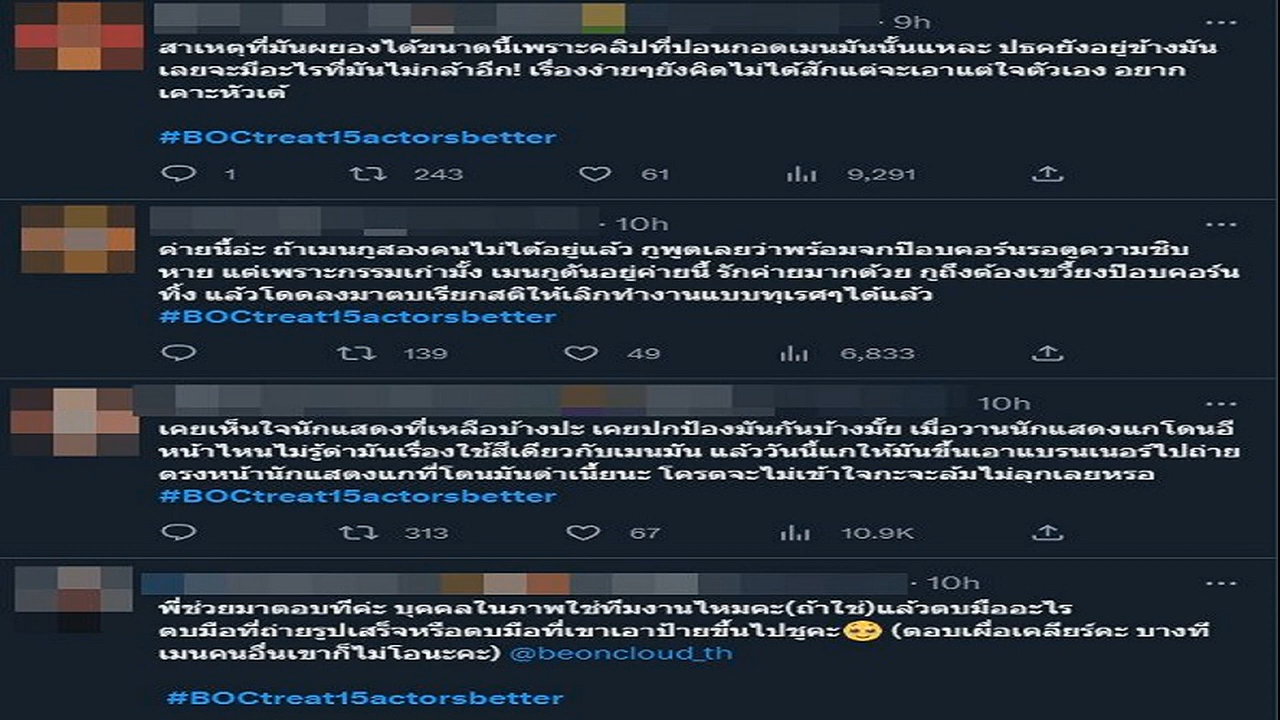 · 9h
สาเหตุที่มันผยองได้ขนาดนี้เพราะคลิปที่ปอนกอดเมนมันนั้นแหละ ปธคยังอยู่ข้างมัน
เลยจะมีอะไรที่มันไม่กล้าอีก! เรื่องง่ายๆยังคิดไม่ได้สักแต่จะเอาแต่ใจตัวเอง อยาก
เคาะหัวเด้
#BOCtreat15actorsbetter
1 243 61 9,291
· 10h
ค่ายนี้อ่ะ ถ้าเมนกูสองคนไม่ได้อยู่แล้ว กูพูดเลยว่าพร้อมจกป๊อบคอร์นรอดูความชิบ
หาย แต่เพราะกรรมเก่ามั้ง เมนกูดันอยู่ค่ายนี้ รักค่ายมากด้วย กูถึงต้องเขวี้ยงป๊อบคอร์น
ทิ้ง แล้วโดดลงมาตบเรียกสติให้เลิกทำงานแบบทุเรศๆได้แล้ว
#BOCtreat15actorsbetter
139 49 6,833
10h
เคยเห็นใจนักแสดงที่เหลือบ้างปะ เคยปกป้องมันกันบ้างมั้ย เมื่อวานนักแสดงแกโดนอี
หน้าไหนไม่รู้ด่ามันเรื่องใช้สีเดียวกับเมนมัน แล้ววันนี้แกให้มันขึ้นเอาแบรนเนอร์ไปถ่าย
ตรงหน้านักแสดงแกที่โดนมันด่าเนี้ยนะ โครตจะไม่เข้าใจกะจะล้มไม่ลุกเลยหรอ
#BOCtreat15actorsbetter
313 67 10.9K
· 10h
พี่ช่วยมาตอบทีค่ะ บุคคลในภาพใช่ทีมงานไหมคะ(ถ้าใช่)แล้วตบมืออะไร
ตบมือที่ถ่ายรูปเสร็จหรือตบมือที่เขาเอาป้ายขึ้นไปชูคะ🥹 (ตอบเผื่อเคลียร์คะ บางที
เมนคนอื่นเขาก็ไม่โอนะคะ) @beoncloud_th
#BOCtreat15actorsbetter